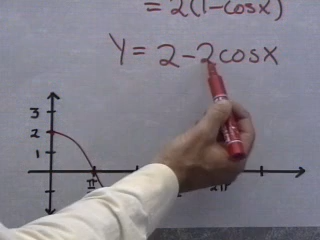 = 2(1-cosx)
Y = 2-2cosx
3
2
1
π
2π